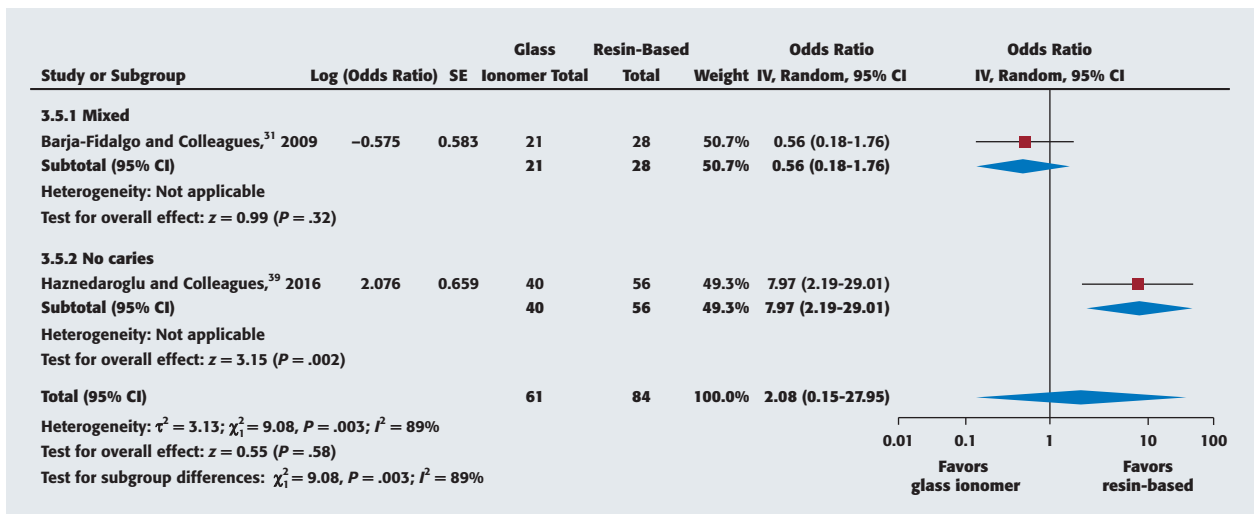 Glass Resin-Based Odds Ratio Odds Ratio
Study or Subgroup Log (Odds Ratio) SE Ionomer Total Total Weight IV, Random, 95% CI IV, Random, 95% CI
3.5.1 Mixed
Barja-Fidalgo and Colleagues,³¹ 2009 −0.575 0.583 21 28 50.7% 0.56 (0.18-1.76)
Subtotal (95% CI) 21 28 50.7% 0.56 (0.18-1.76)
Heterogeneity: Not applicable
Test for overall effect: z = 0.99 (P = .32)
3.5.2 No caries
Haznedaroglu and Colleagues,³⁹ 2016 2.076 0.659 40 56 49.3% 7.97 (2.19-29.01)
Subtotal (95% CI) 40 56 49.3% 7.97 (2.19-29.01)
Heterogeneity: Not applicable
Test for overall effect: z = 3.15 (P = .002)
Total (95% CI) 61 84 100.0% 2.08 (0.15-27.95)
Heterogeneity: τ² = 3.13; χ²₁ = 9.08, P = .003; I² = 89%
Test for overall effect: z = 0.55 (P = .58)
Test for subgroup differences: χ²₁ = 9.08, P = .003; I² = 89%
0.01 0.1 1 10 100
Favors Favors
glass ionomer resin-based